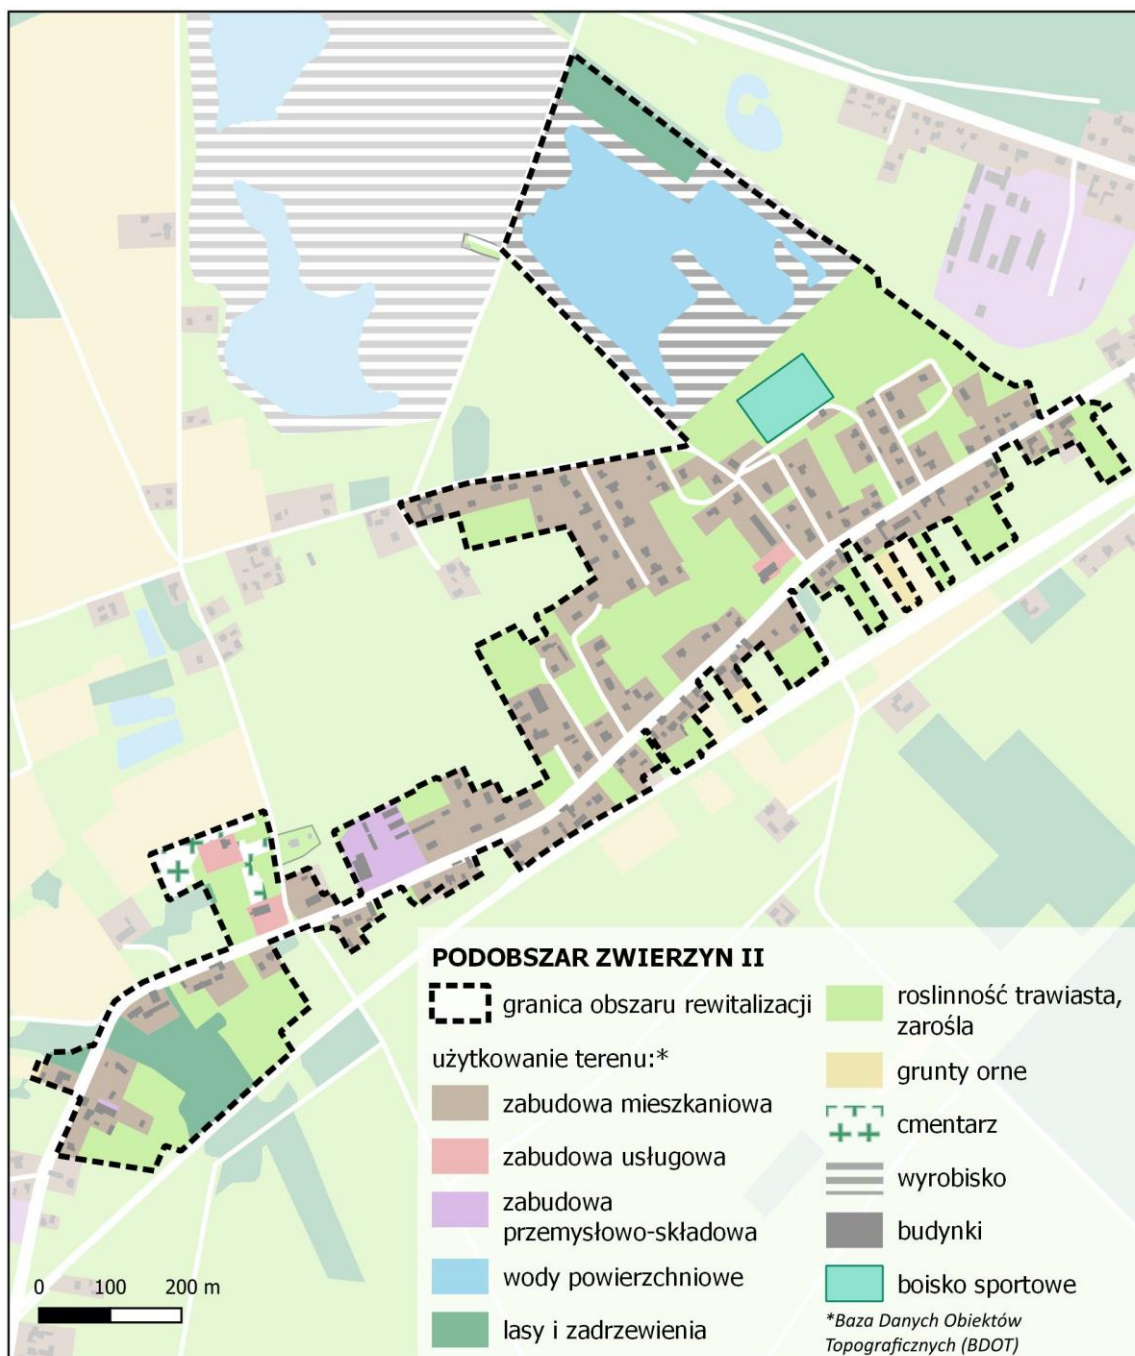 PODOBSZAR ZWIERZYN II
granica obszaru rewitalizacji
użytkowanie terenu:*
zabudowa mieszkaniowa
zabudowa usługowa
zabudowa
przemysłowo-składowa
wody powierzchniowe
lasy i zadrzewienia
roslinność trawiasta,
zarośla
grunty orne
cmentarz
wyrobisko
budynki
boisko sportowe
*Baza Danych Obiektów
Topograficznych (BDOT)
0 100 200 m